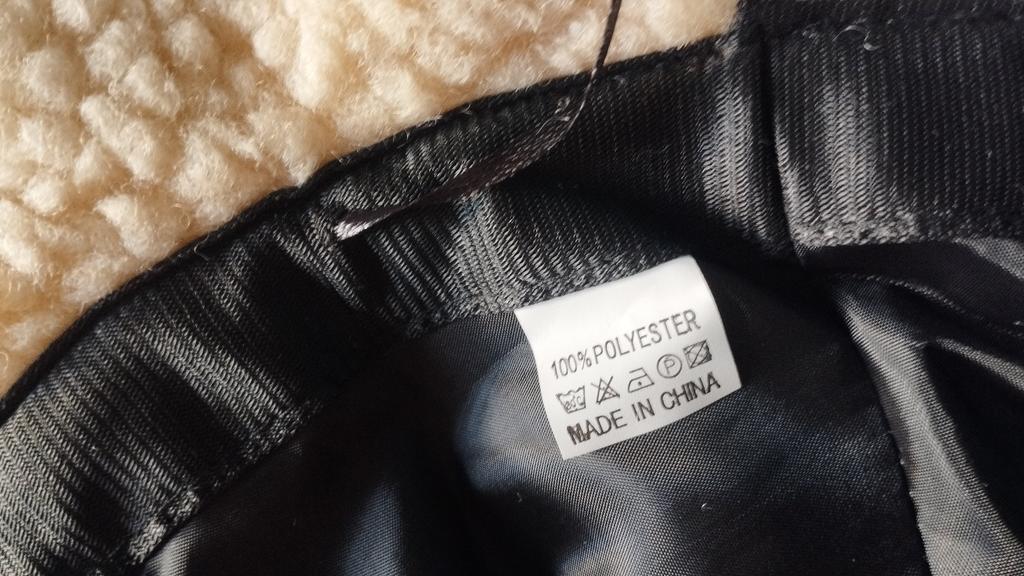 100% POLYESTER
P
MADE IN CHINA